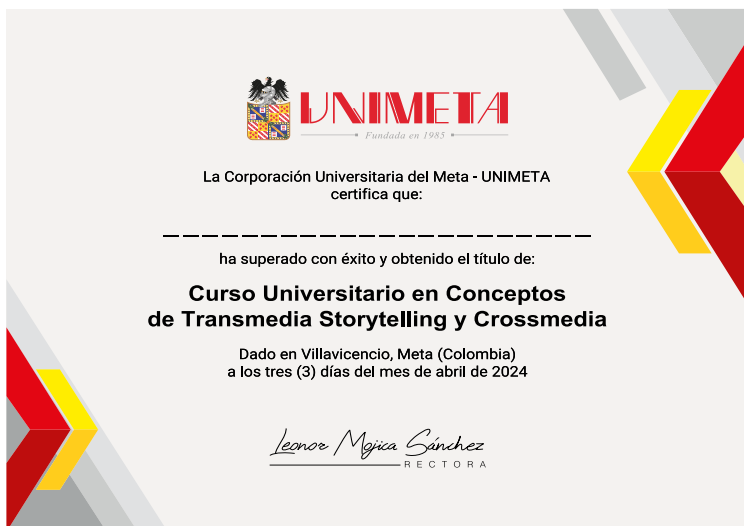 UNIMETA
Fundada en 1985
La Corporación Universitaria del Meta - UNIMETA
certifica que:
ha superado con éxito y obtenido el título de:
Curso Universitario en Conceptos
de Transmedia Storytelling y Crossmedia
Dado en Villavicencio, Meta (Colombia)
a los tres (3) días del mes de abril de 2024
Leonor Mojica Sánchez
RECTORA